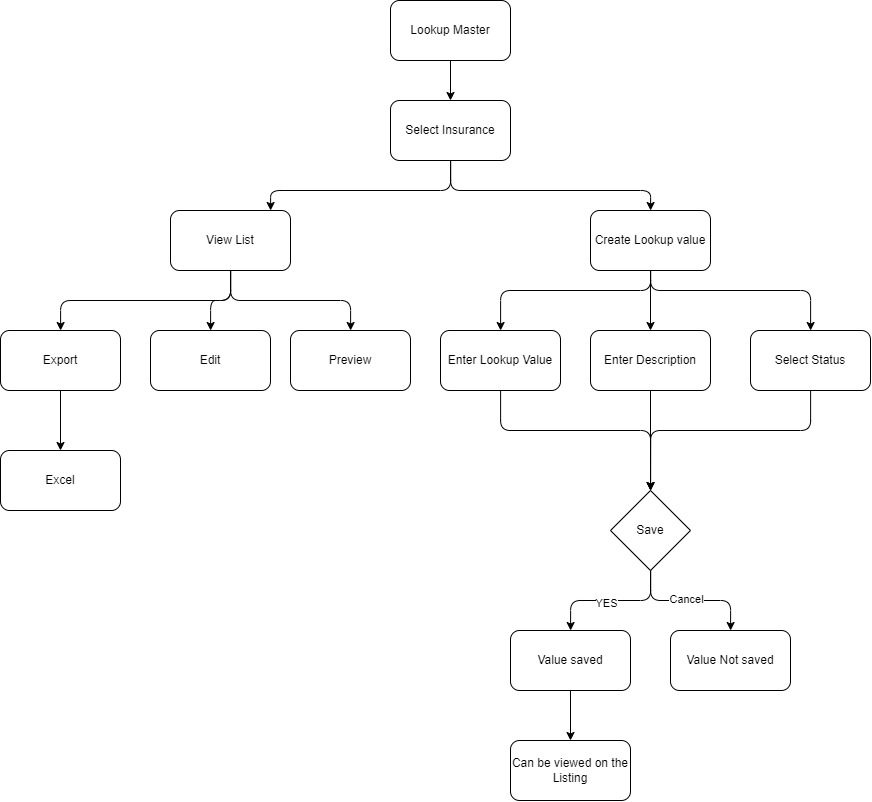 Lookup Master
Select Insurance
View List
Create Lookup value
Export
Edit
Preview
Enter Lookup Value
Enter Description
Select Status
Excel
Save
YES
Cancel
Value saved
Value Not saved
Can be viewed on the
Listing